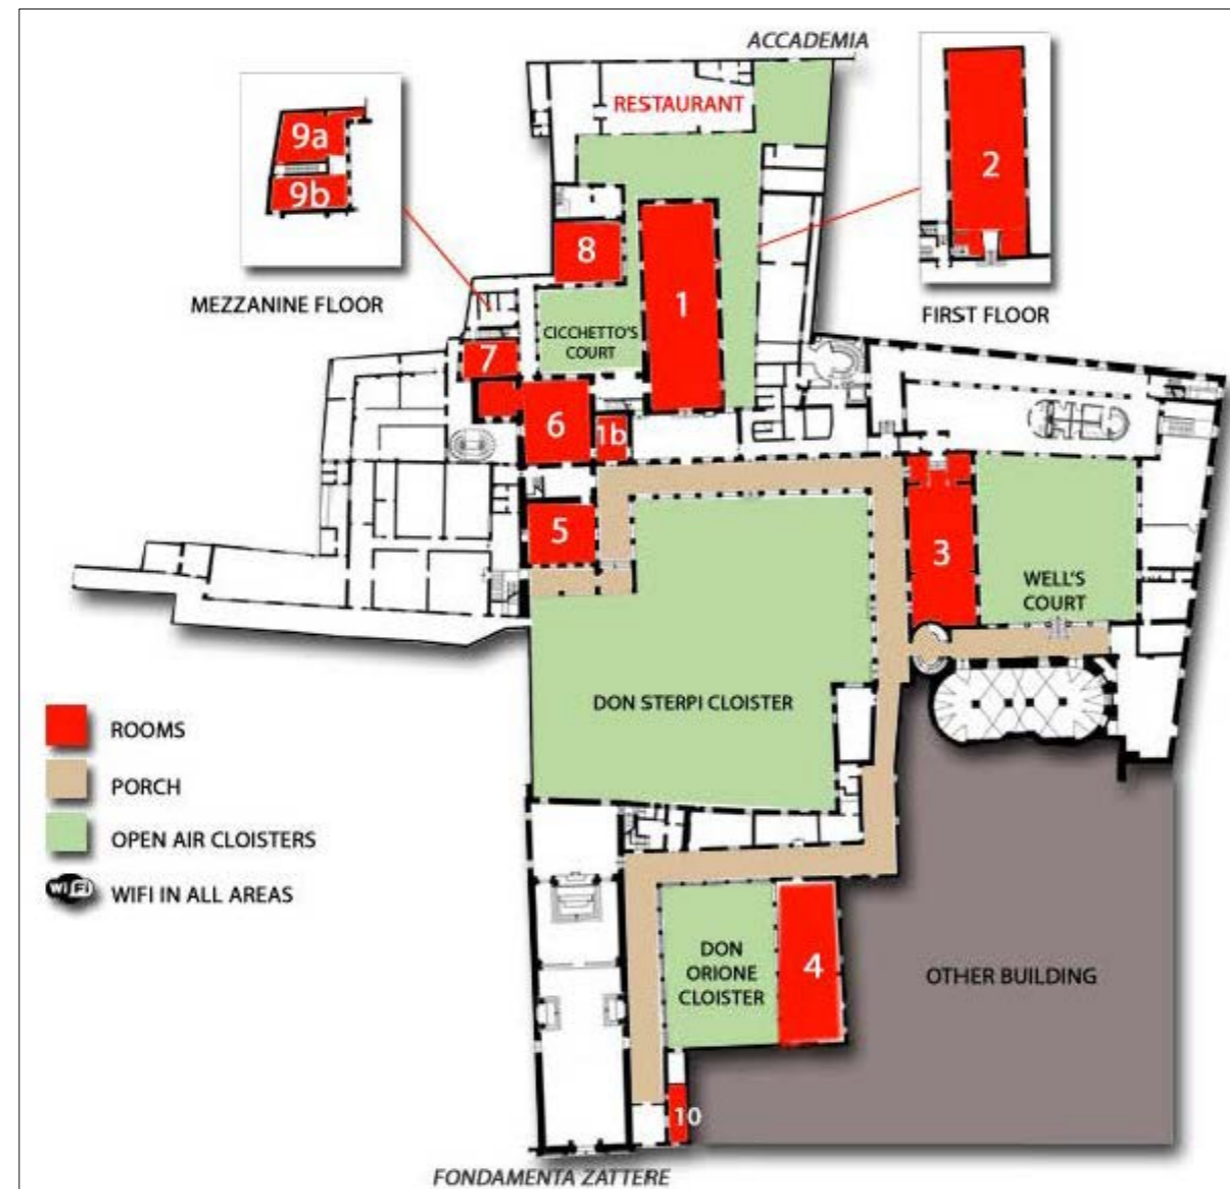 ACCADEMIA
RESTAURANT
9a
9b
2
8
MEZZANINE FLOOR
1
FIRST FLOOR
CICCHETTO'S
COURT
7
6
1b
5
3
WELL'S
COURT
DON STERPI CLOISTER
ROOMS
PORCH
OPEN AIR CLOISTERS
WiFi
WIFI IN ALL AREAS
DON
ORIONE
CLOISTER
4
OTHER BUILDING
10
FONDAMENTA ZATTERE